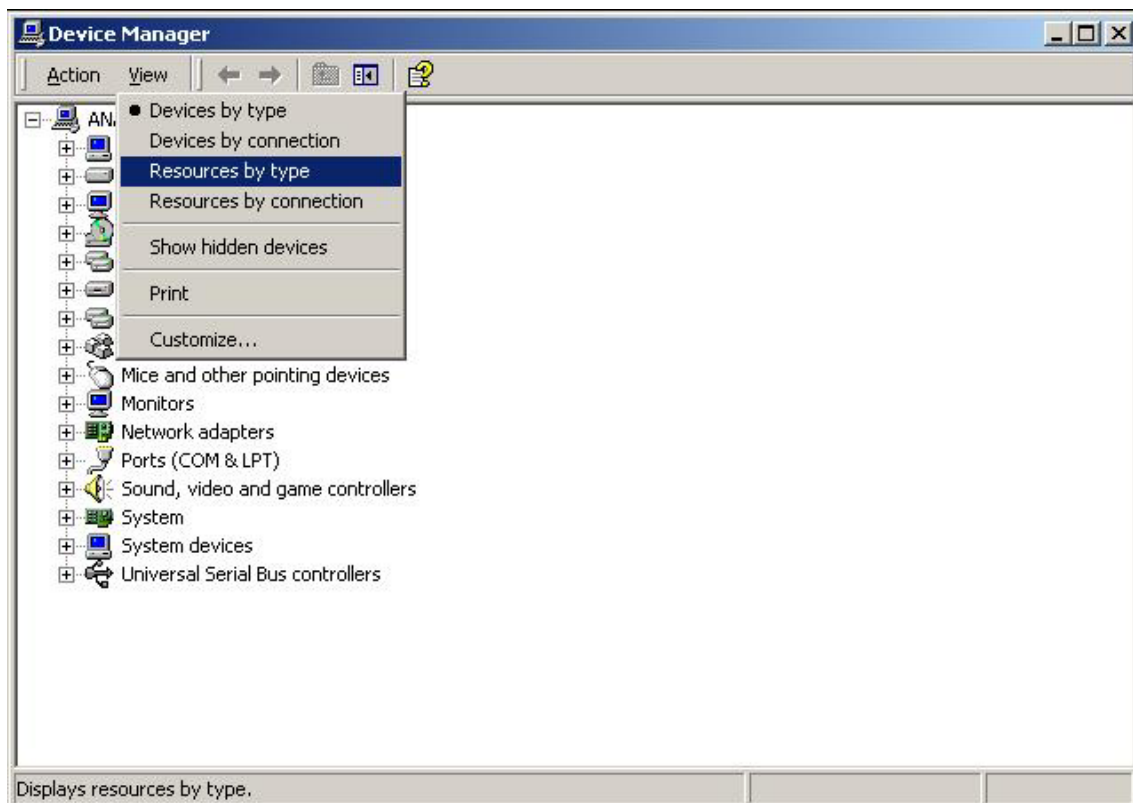 Device Manager
Action View
AN
Devices by type
Devices by connection
Resources by type
Resources by connection
Show hidden devices
Print
Customize...
Mice and other pointing devices
Monitors
Network adapters
Ports (COM & LPT)
Sound, video and game controllers
System
System devices
Universal Serial Bus controllers
Displays resources by type.